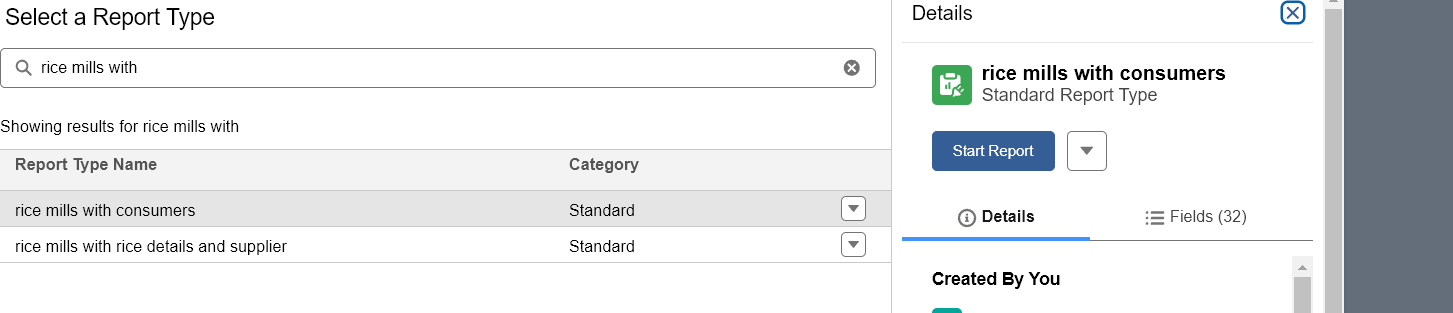 Select a Report Type
rice mills with
Showing results for rice mills with
Report Type Name Category
rice mills with consumers Standard
rice mills with rice details and supplier Standard
Details
rice mills with consumers
Standard Report Type
Start Report
Details Fields (32)
Created By You